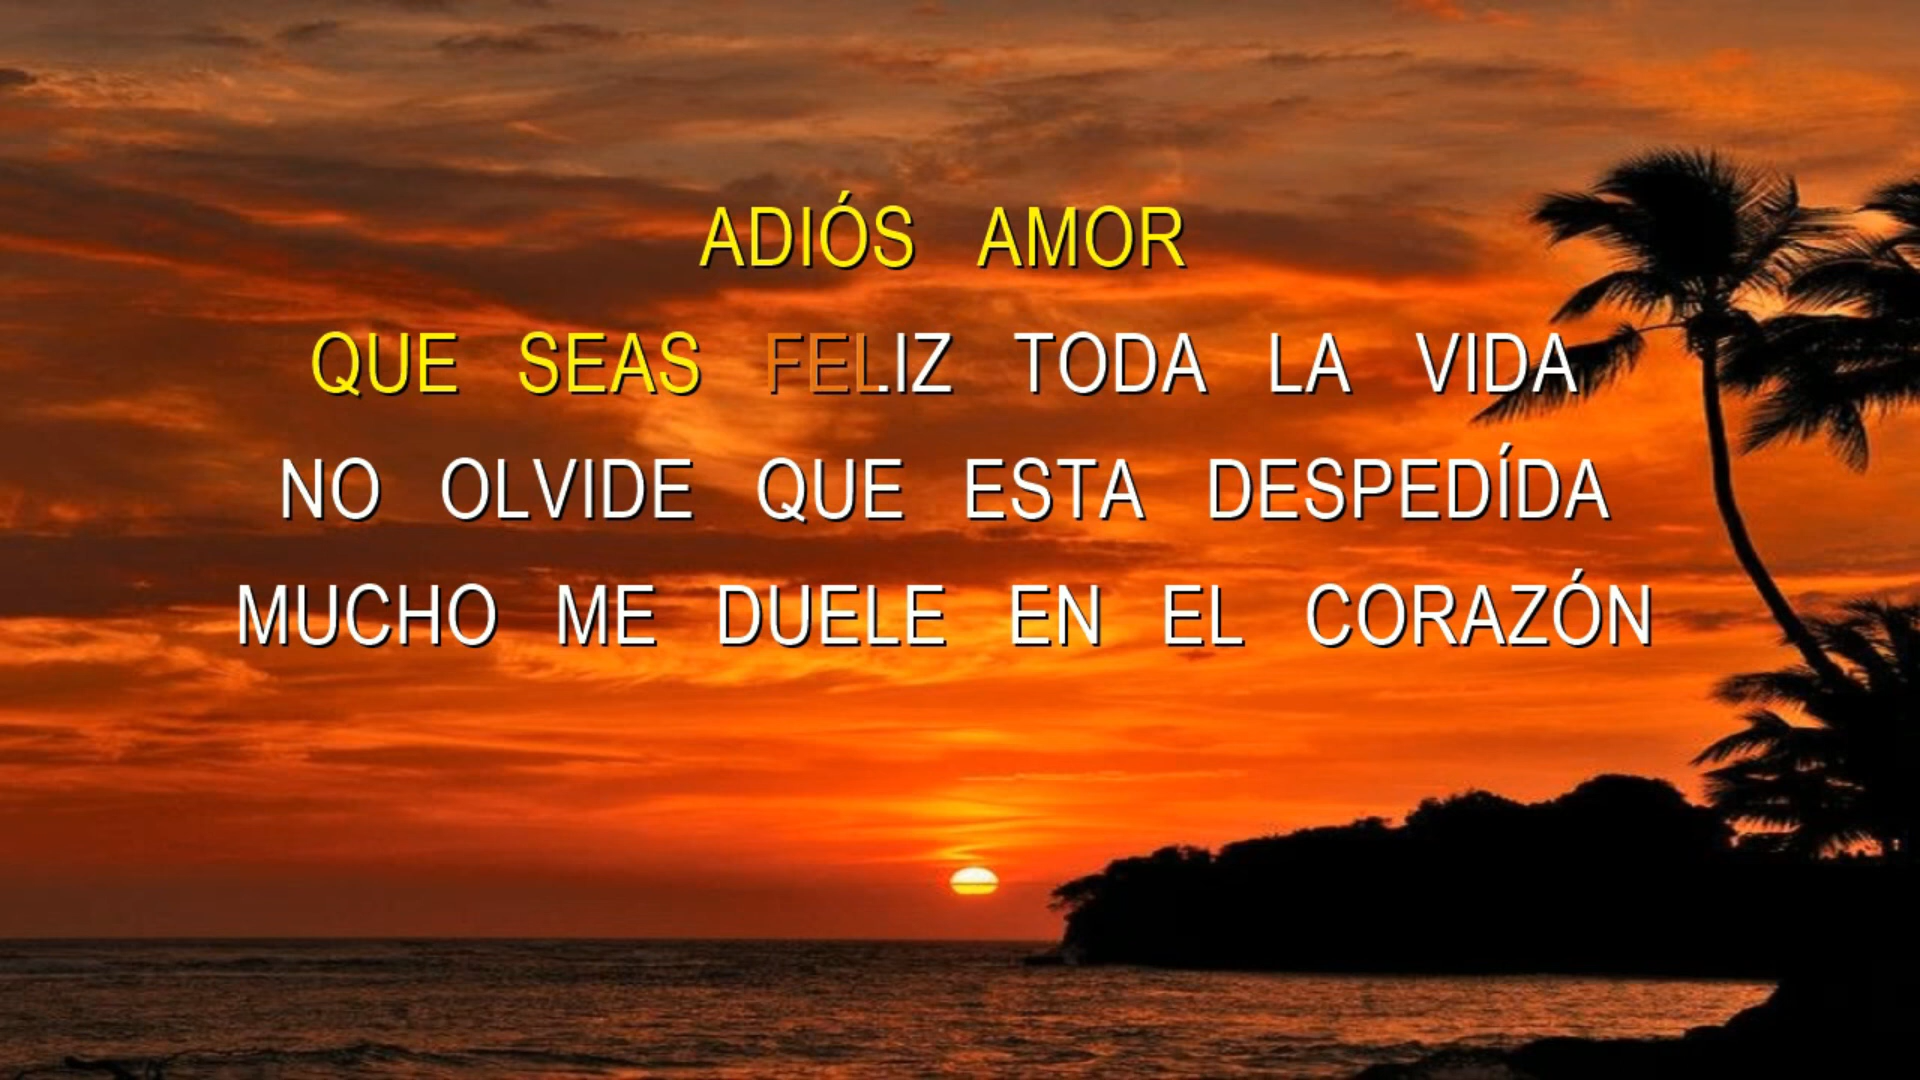 ADIÓS AMOR
QUE SEAS FELIZ TODA LA VIDA
NO OLVIDE QUE ESTA DESPEDÍDA
MUCHO ME DUELE EN EL CORAZÓN